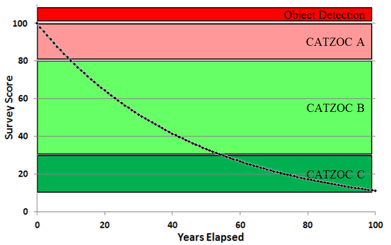 Object Detection
100
CATZOC A
80
CATZOC B
60
40
CATZOC C
20
0
0 20 40 60 80 100
Survey Score
Years Elapsed